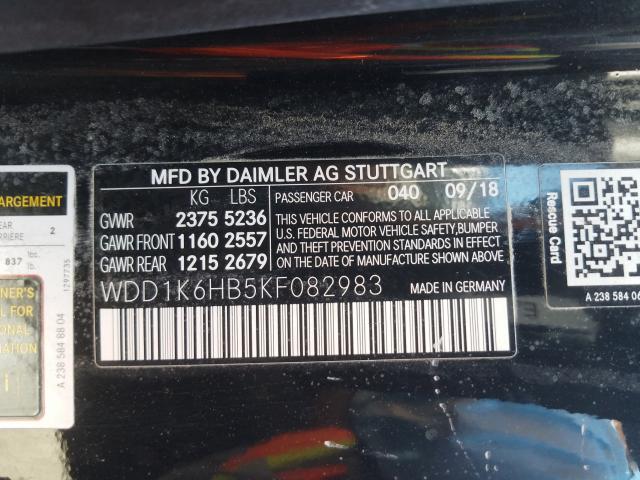 MFD BY DAIMLER AG STUTTGART
KG LBS
GVWR 2375 5236
GAWR FRONT 1160 2557
GAWR REAR 1215 2679
PASSENGER CAR 040 09/18
THIS VEHICLE CONFORMS TO ALL APPLICABLE
U.S. FEDERAL MOTOR VEHICLE SAFETY, BUMPER
AND THEFT PREVENTION STANDARDS IN EFFECT
ON THE DATE OF MANUFACTURE SHOWN ABOVE.
WDD1K6HB5KF082983
MADE IN GERMANY
2
837
lbs.
lb.
1297735
A 238 584 88 04
Rescue Card
A 238 584 06